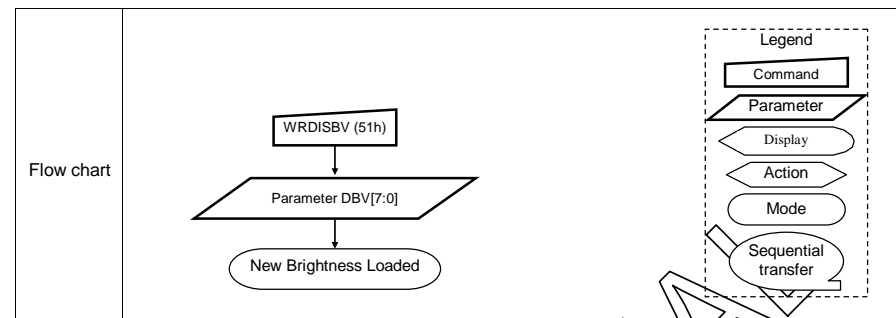 Flow chart
WRDISBV (51h)
Parameter DBV[7:0]
New Brightness Loaded
Legend
Command
Parameter
Display
Action
Mode
Sequential
transfer